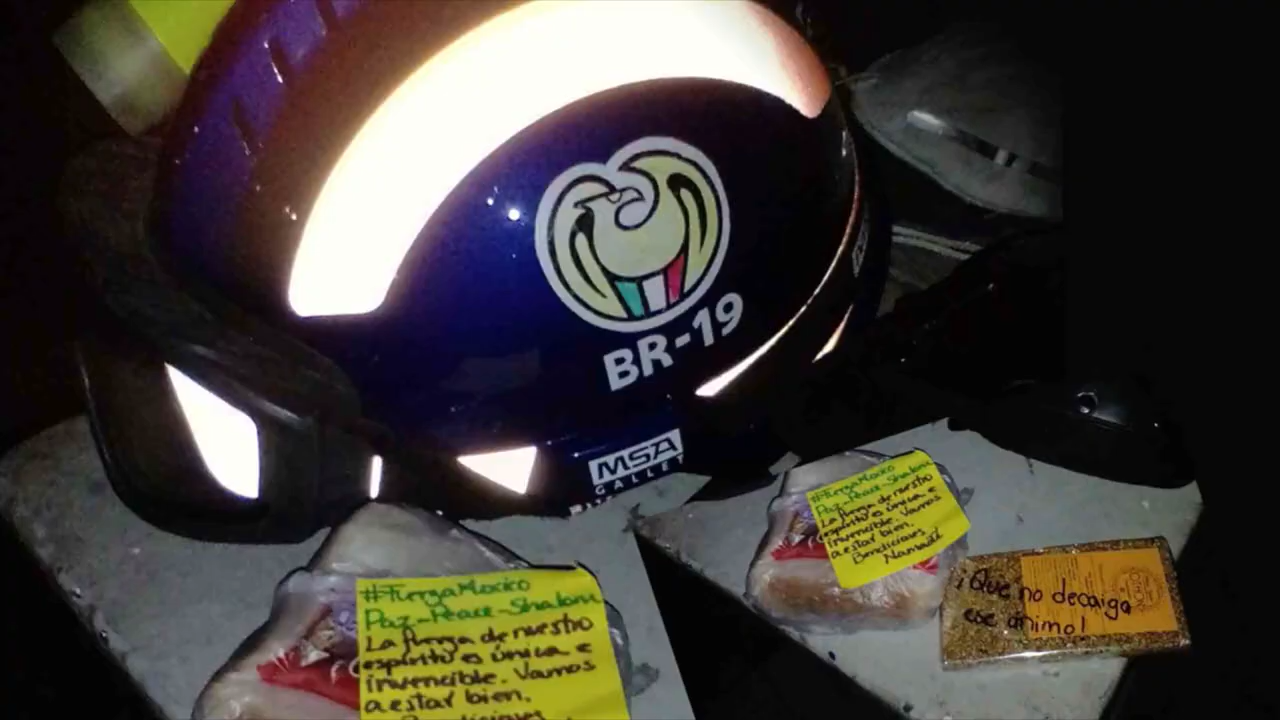 BR-19
MSA
GALLET
#FuerzaMexico
Paz-Peace-Shalom
La fuerza de nuestro
espíritu es única e
invencible. Vamos
a estar bien.
Bendiciones
Namasté
¡Que no decaiga
ese ánimo!
#FuerzaMexico
Paz-Peace-Shalom
La fuerza de nuestro
espíritu es única e
invencible. Vamos
a estar bien.
Bendiciones